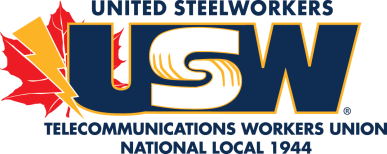 UNITED STEELWORKERS
USW®
TELECOMMUNICATIONS WORKERS UNION
NATIONAL LOCAL 1944